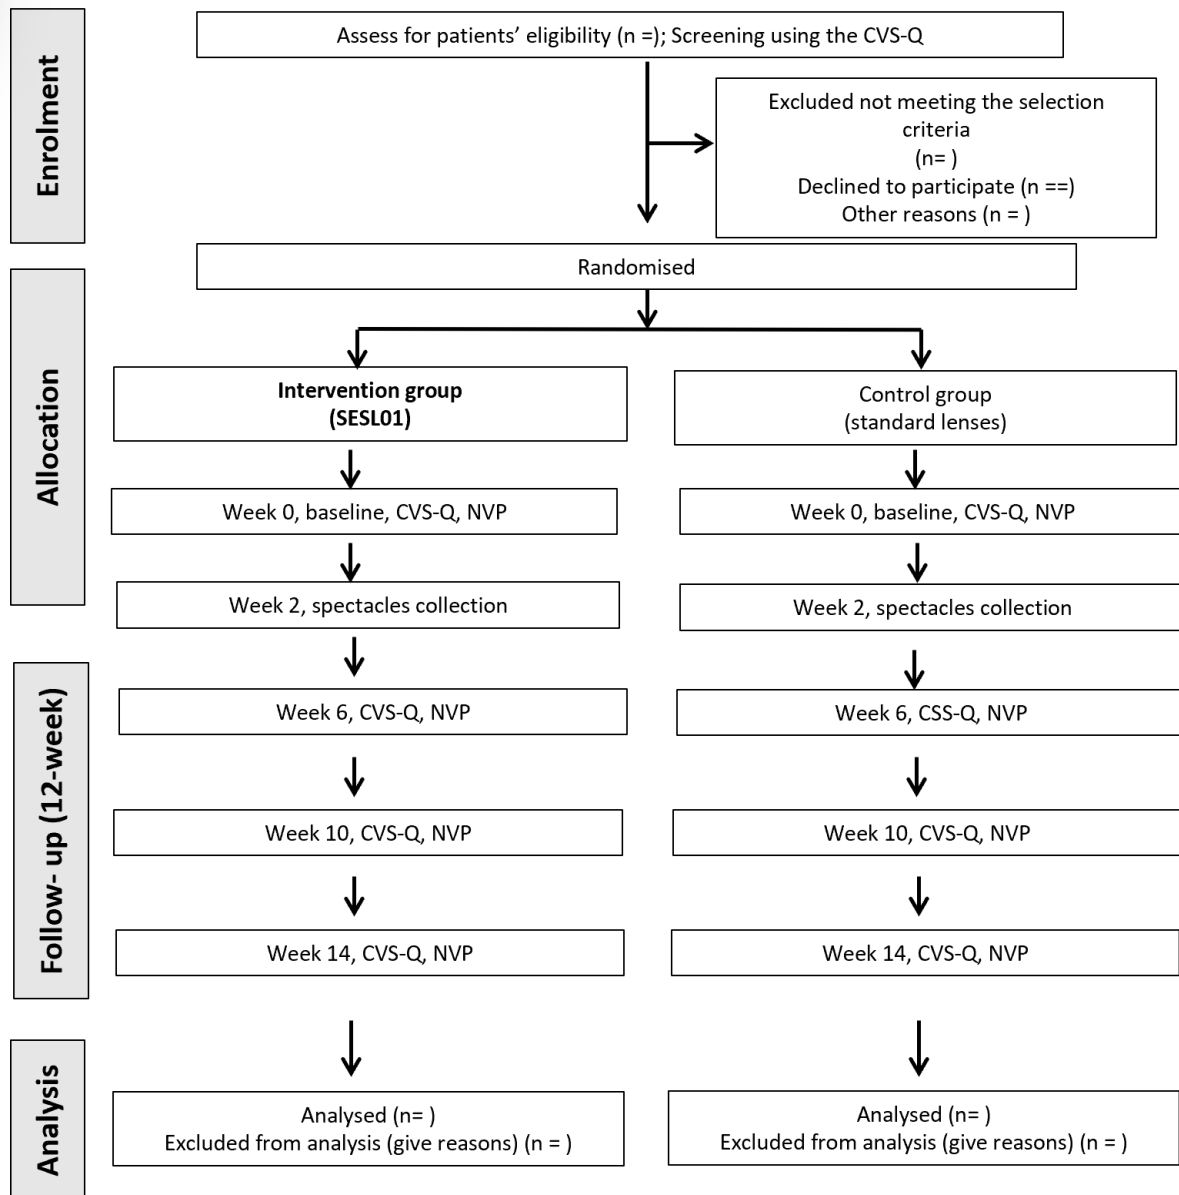 Enrolment
Assess for patients’ eligibility (n =); Screening using the CVS-Q
Excluded not meeting the selection
criteria
(n= )
Declined to participate (n ==)
Other reasons (n = )
Randomised
Allocation
Intervention group
(SESL01)
Control group
(standard lenses)
Week 0, baseline, CVS-Q, NVP
Week 0, baseline, CVS-Q, NVP
Week 2, spectacles collection
Week 2, spectacles collection
Follow- up (12-week)
Week 6, CVS-Q, NVP
Week 6, CSS-Q, NVP
Week 10, CVS-Q, NVP
Week 10, CVS-Q, NVP
Week 14, CVS-Q, NVP
Week 14, CVS-Q, NVP
Analysis
Analysed (n= )
Excluded from analysis (give reasons) (n = )
Analysed (n= )
Excluded from analysis (give reasons) (n = )